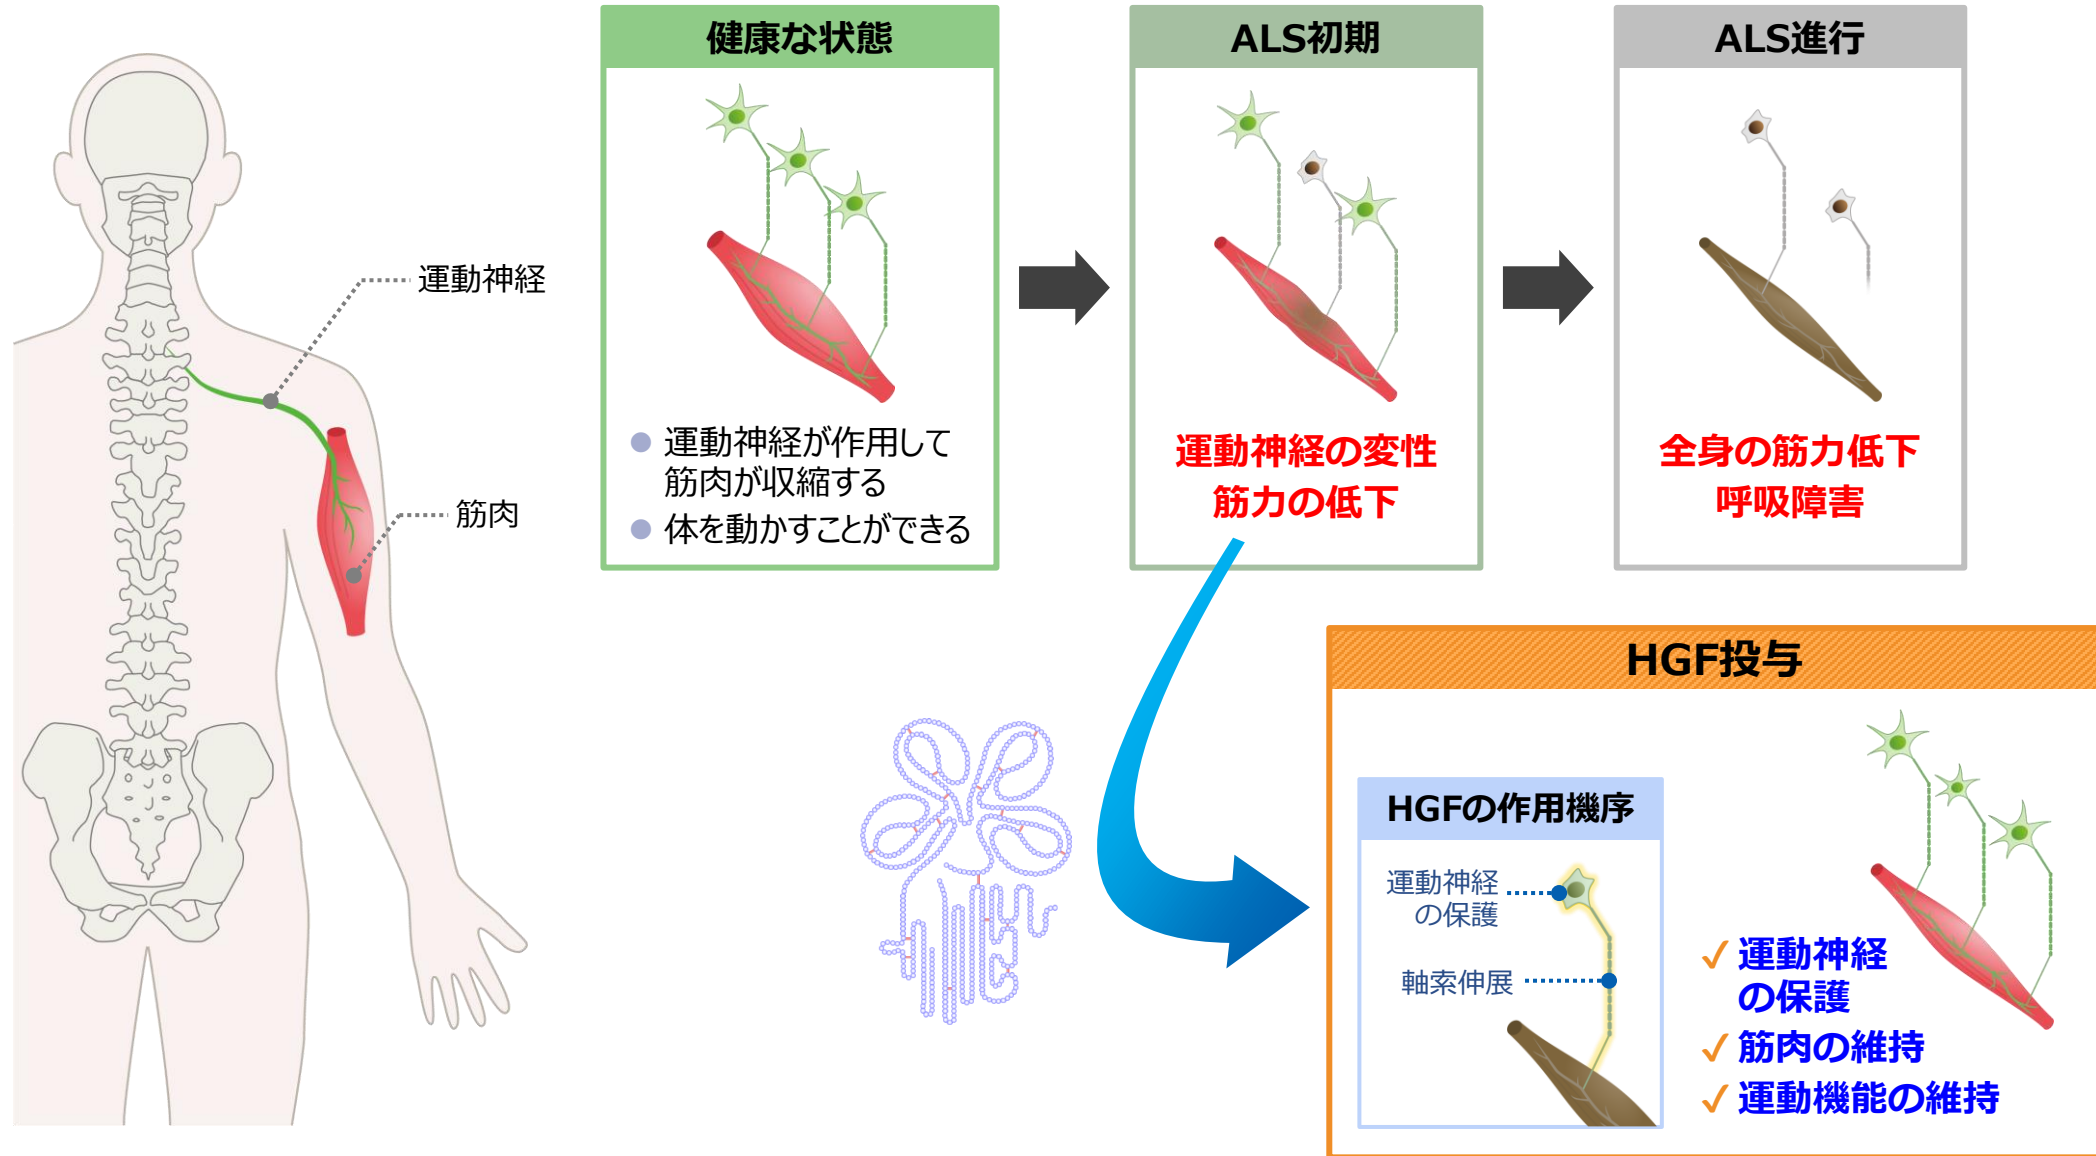 運動神経
筋肉
健康な状態
運動神経が作用して
筋肉が収縮する
体を動かすことができる
ALS初期
運動神経の変性
筋力の低下
ALS進行
全身の筋力低下
呼吸障害
HGF投与
HGFの作用機序
運動神経
の保護
軸索伸展
✓ 運動神経
の保護
✓ 筋肉の維持
✓ 運動機能の維持